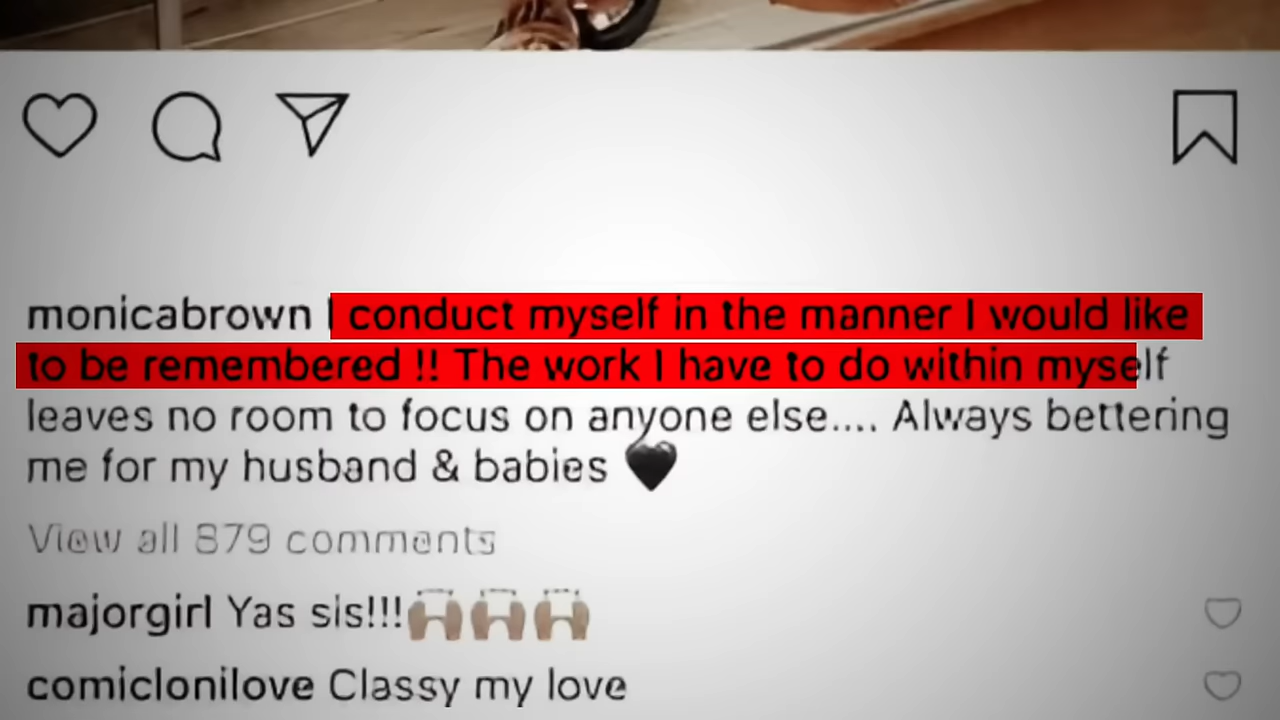 monicabrown I conduct myself in the manner I would like
to be remembered !! The work I have to do within myself
leaves no room to focus on anyone else.... Always bettering
me for my husband & babies 🖤
View all 879 comments
majorgirl Yas sis!!!🙌🏽🙌🏽🙌🏽
comiclonilove Classy my love